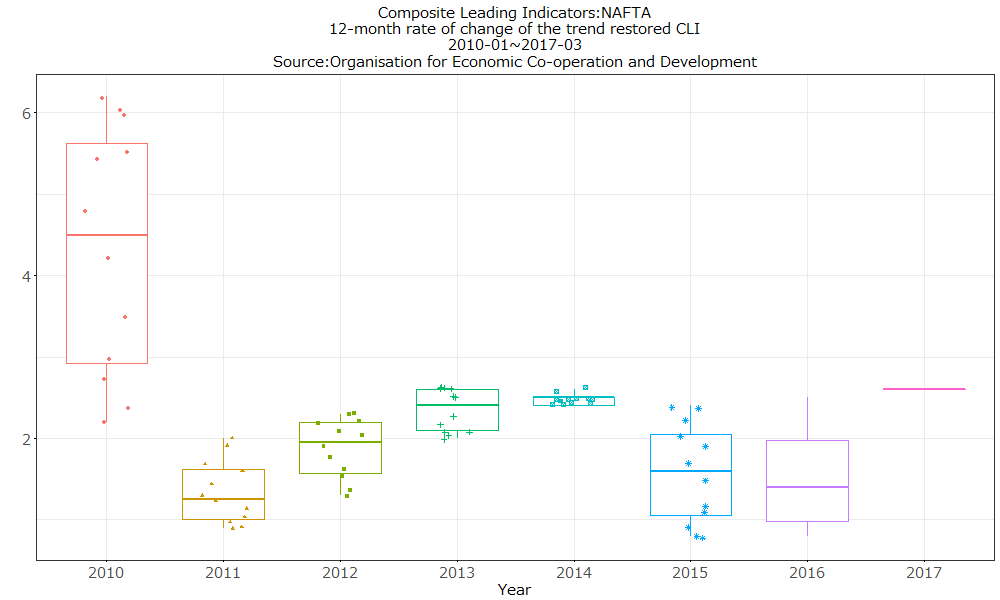 Composite Leading Indicators:NAFTA
12-month rate of change of the trend restored CLI
2010-01~2017-03
Source:Organisation for Economic Co-operation and Development
6
4
2
2010 2011 2012 2013 2014 2015 2016 2017
Year